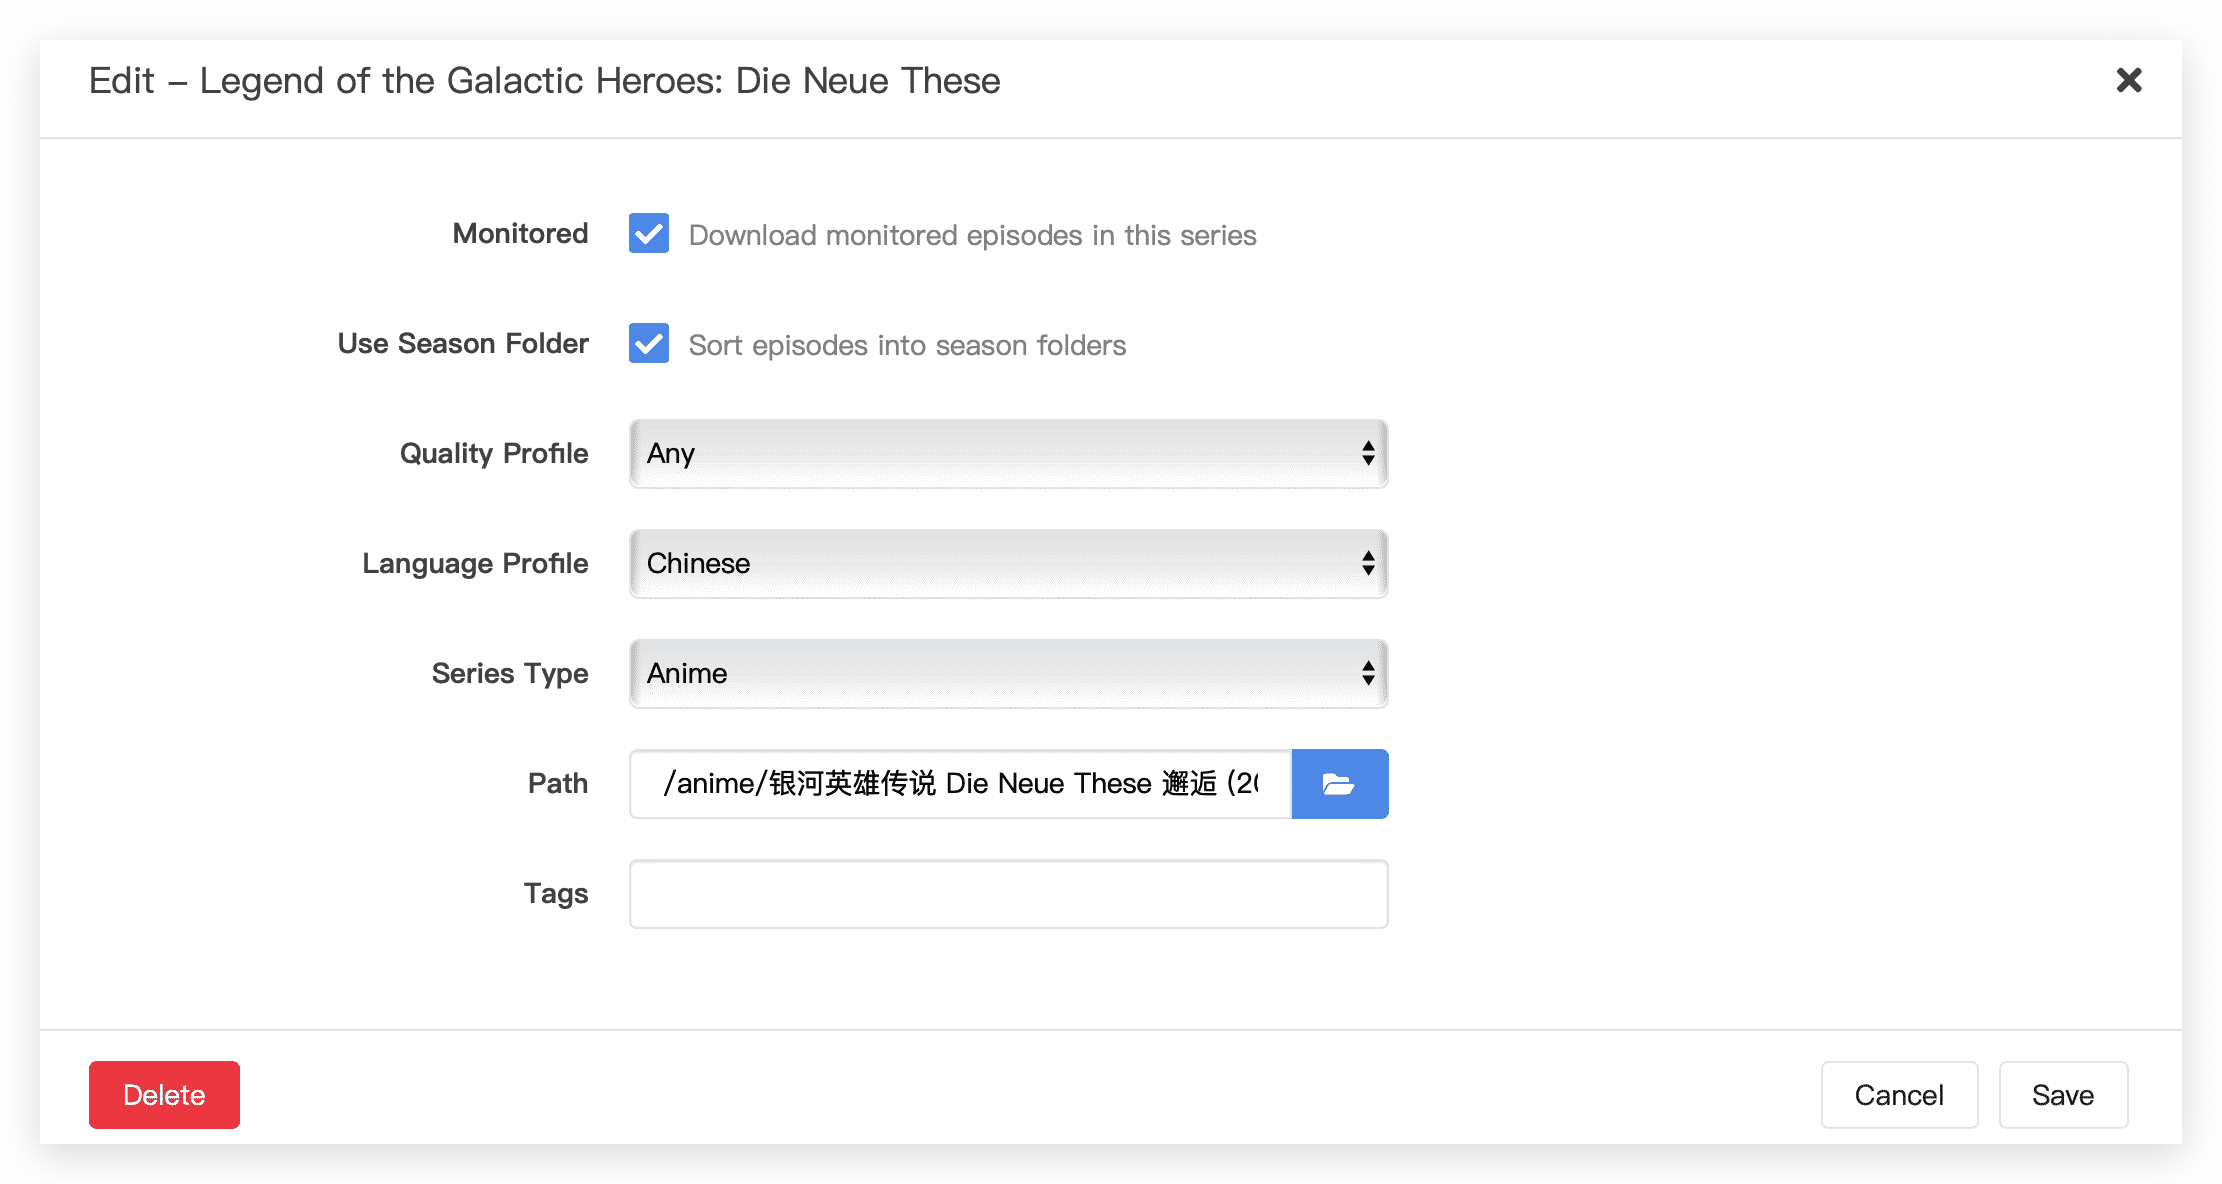 Edit – Legend of the Galactic Heroes: Die Neue These
Monitored Download monitored episodes in this series
Use Season Folder Sort episodes into season folders
Quality Profile Any
Language Profile Chinese
Series Type Anime
Path /anime/银河英雄传说 Die Neue These 邂逅 (20
Tags
Delete Cancel Save